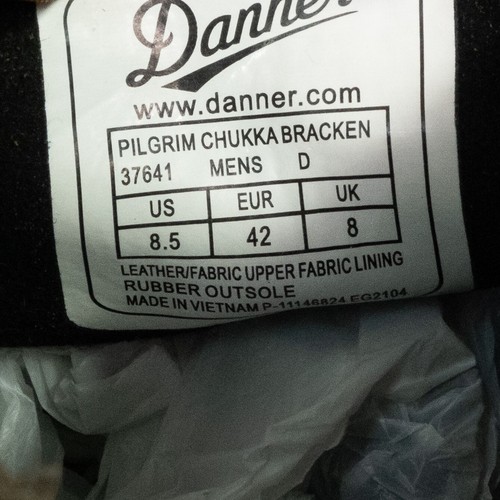 Danner
www.danner.com
PILGRIM CHUKKA BRACKEN
37641 MENS D
US EUR UK
8.5 42 8
LEATHER/FABRIC UPPER FABRIC LINING
RUBBER OUTSOLE
MADE IN VIETNAM P-11146824 EG2104